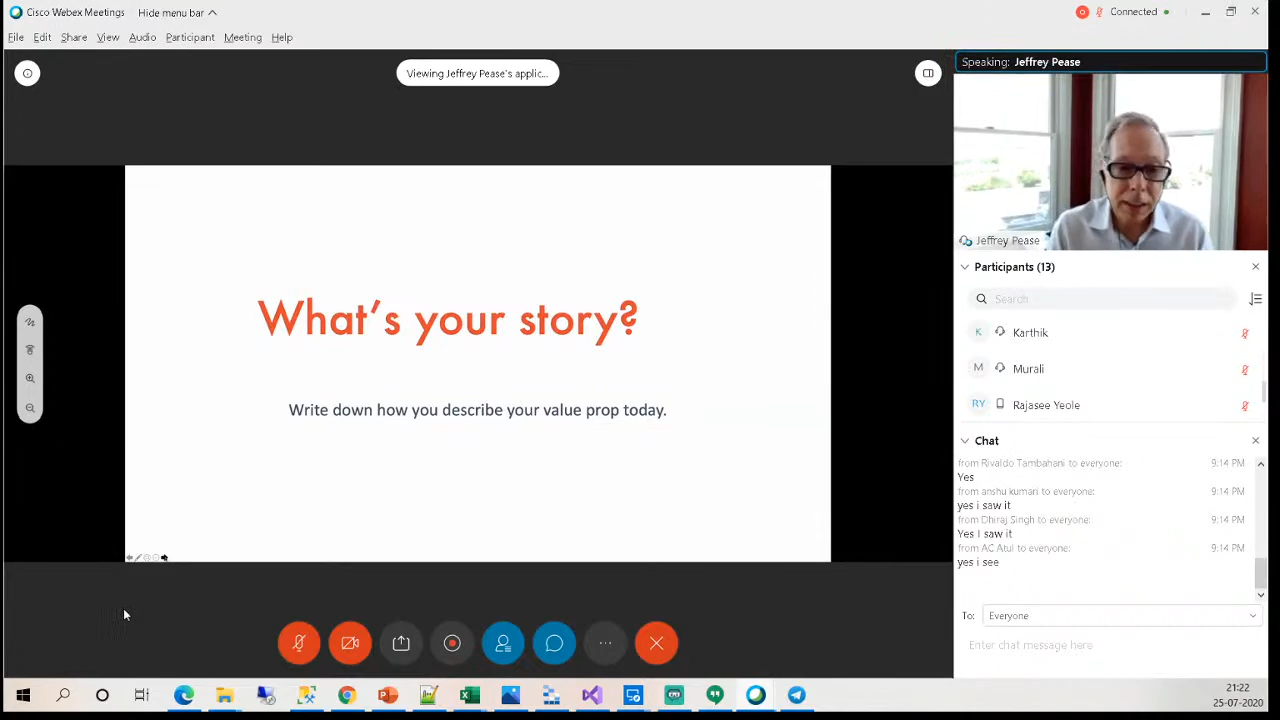 Cisco Webex Meetings
Hide menu bar
Connected
File Edit Share View Audio Participant Meeting Help
Viewing Jeffrey Pease's applic...
Speaking: Jeffrey Pease
Jeffrey Pease
What's your story?
Write down how you describe your value prop today.
Participants (13)
Search
K Karthik
M Murali
RY Rajasee Yeole
Chat
from Rivaldo Tambahani to everyone: 9:14 PM
Yes
from anshu kumari to everyone: 9:14 PM
yes i saw it
from Dhiraj Singh to everyone: 9:14 PM
Yes I saw it
from AC Atul to everyone: 9:14 PM
yes i see
To: Everyone
Enter chat message here
21:22
25-07-2020